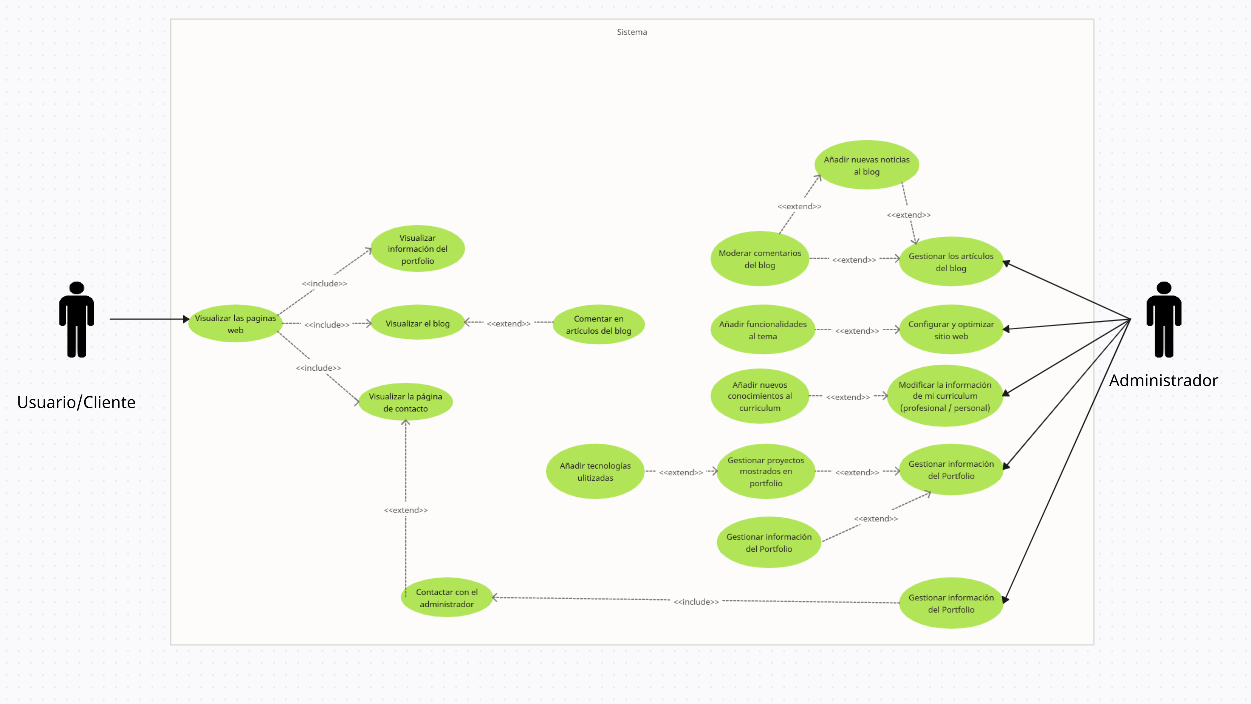 Sistema
Añadir nuevas noticias
al blog
<<extend>>
<<extend>>
Visualizar
información del
portfolio
Moderar comentarios
del blog
<<extend>>
Gestionar los artículos
del blog
<<include>>
Visualizar las paginas
web
<<include>>
Visualizar el blog
<<extend>>
Comentar en
artículos del blog
Añadir funcionalidades
al tema
<<extend>>
Configurar y optimizar
sitio web
<<include>>
Usuario/Cliente
Administrador
Visualizar la página
de contacto
Añadir nuevos
conocimientos al
curriculum
<<extend>>
Modificar la información
de mi curriculum
(profesional / personal)
Añadir tecnologías
ulitizadas
<<extend>>
Gestionar proyectos
mostrados en
portfolio
<<extend>>
Gestionar información
del Portfolio
<<extend>>
<<extend>>
Gestionar información
del Portfolio
Contactar con el
administrador
<<include>>
Gestionar información
del Portfolio